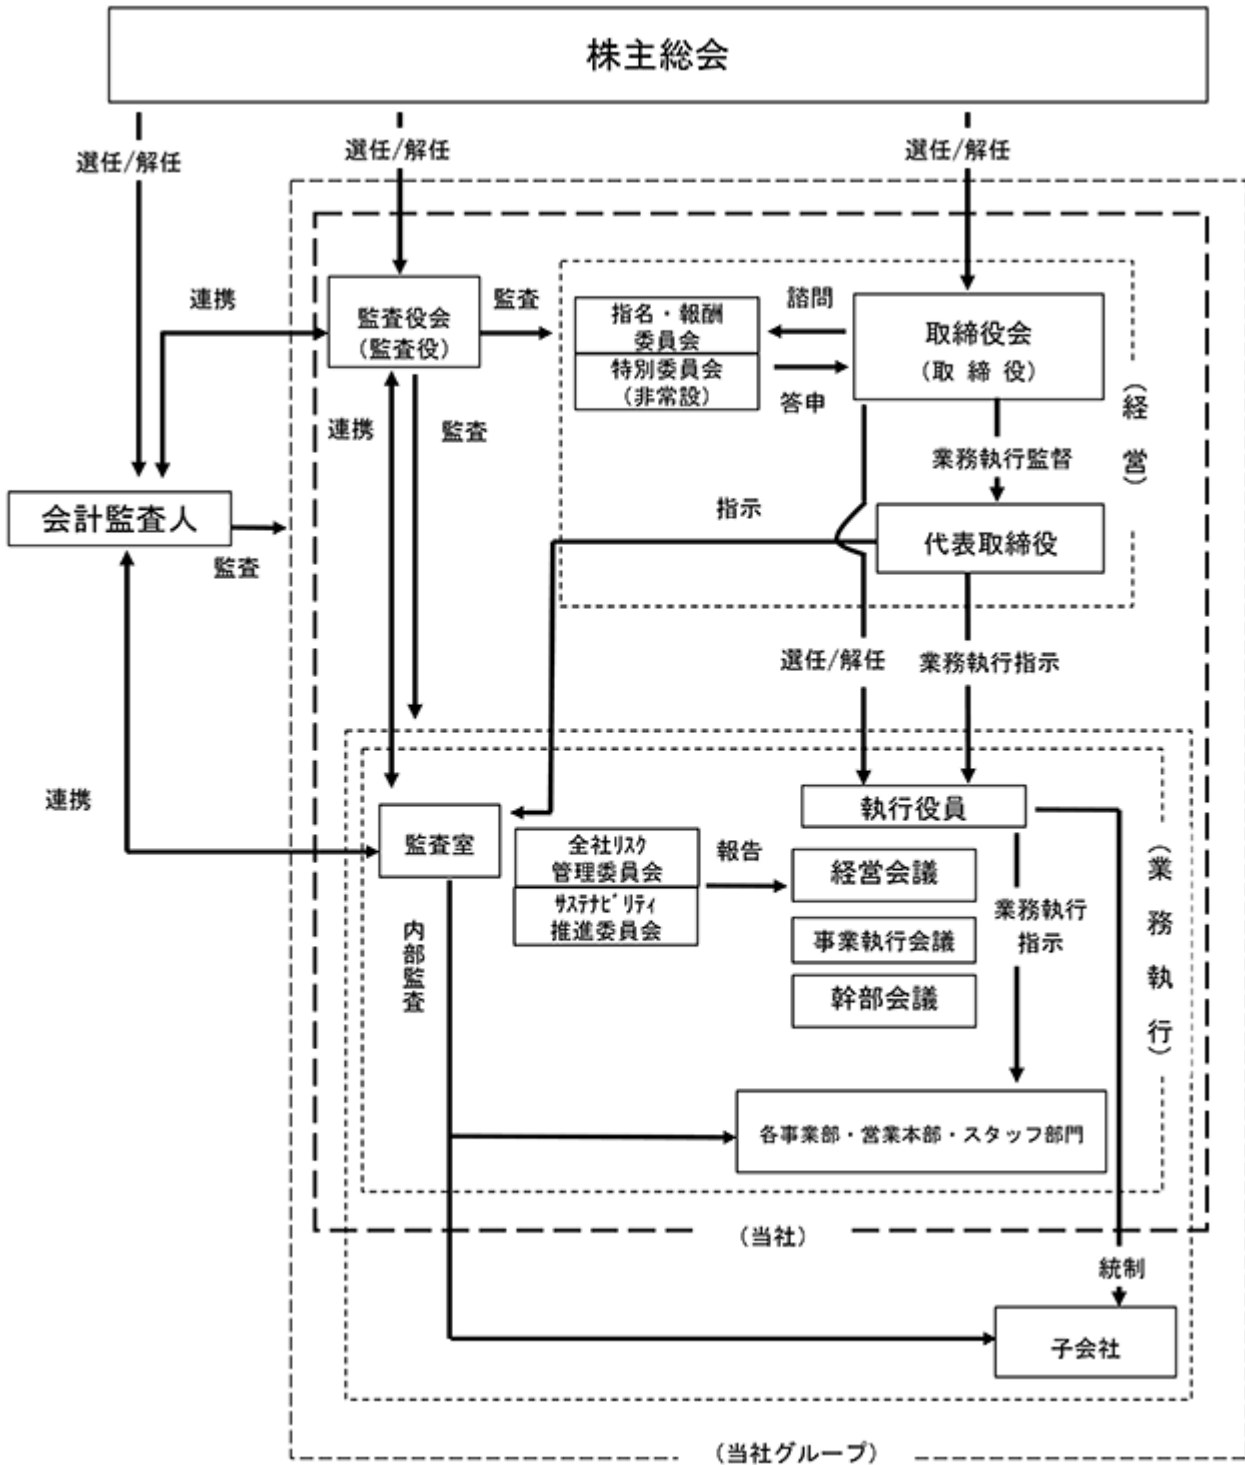 株主総会
選任/解任
選任/解任
選任/解任
連携
監査役会
（監査役）
監査
指名・報酬
委員会
特別委員会
（非常設）
諮問
答申
取締役会
（取 締 役）
（経営）
連携
監査
業務執行監督
会計監査人
監査
指示
代表取締役
選任/解任
業務執行指示
連携
監査室
執行役員
全社ﾘｽｸ
管理委員会
ｻｽﾃﾅﾋﾞﾘﾃｨ
推進委員会
報告
経営会議
事業執行会議
幹部会議
業務執行
指示
（業務執行）
内部監査
各事業部・営業本部・スタッフ部門
（当社）
統制
子会社
（当社グループ）